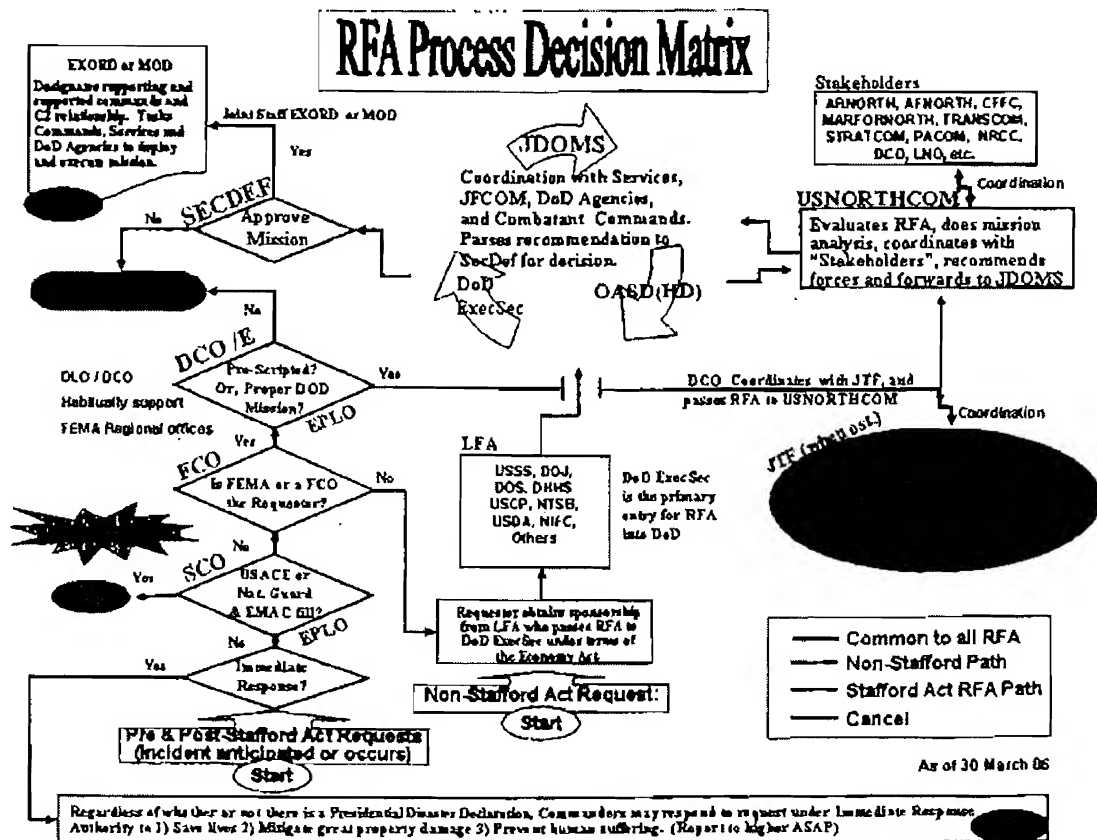 RFA Process Decision Matrix
EXORD or MOD
Designates supporting and
supported commands and
C2 relationship. Tasks
Commands, Services and
DoD Agencies to deploy
and execute mission.
Joint Staff EXORD or MOD
Yes
SECDEF
No
Approve
Mission
JDOMS
Coordination with Services,
JFCOM, DoD Agencies,
and Combatant Commands.
Parses recommendation to
SecDef for decision.
DoD
ExecSec
OASD(HD)
Stakeholders
ARNORTH, AFNORTH, CFFC,
MARFORNORTH, TRANSCOM,
STRATCOM, PACOM, NRCC,
DCO, LNO, etc.
Coordination
USNORTHCOM
Evaluates RFA, does mission
analysis, coordinates with
"Stakeholders", recommends
forces and forwards to JDOMS
No
DCO /E
Pre-Scripted?
Or, Proper DOD
Mission?
EPLO
Yes
DLO / DCO
Habitually support
FEMA Regional offices
DCO Coordinates with JTF, and
passes RFA to USNORTHCOM
Coordination
JTF (when est.)
Yes
FCO
Is FEMA or a FCO
the Requester?
No
LFA
USSS, DOJ,
DOS, DHHS
USCP, NTSB,
USDA, NIFC,
Others
DoD ExecSec
is the primary
entry for RFA
into DoD
No
SCO
Yes
USACE or
Nat. Guard
& EMAC fill?
EPLO
No
Requester obtains sponsorship
from LFA who passes RFA to
DoD ExecSec under terms of
the Economy Act
Yes
Immediate
Response?
Non-Stafford Act Request:
Start
Pre & Post-Stafford Act Requests
(Incident anticipated or occurs)
Start
Common to all RFA
Non-Stafford Path
Stafford Act RFA Path
Cancel
As of 30 March 06
Regardless of whether or not there is a Presidential Disaster Declaration, Commanders may respond to request under Immediate Response
Authority to 1) Save lives 2) Mitigate great property damage 3) Prevent human suffering. (Report to higher ASAP)